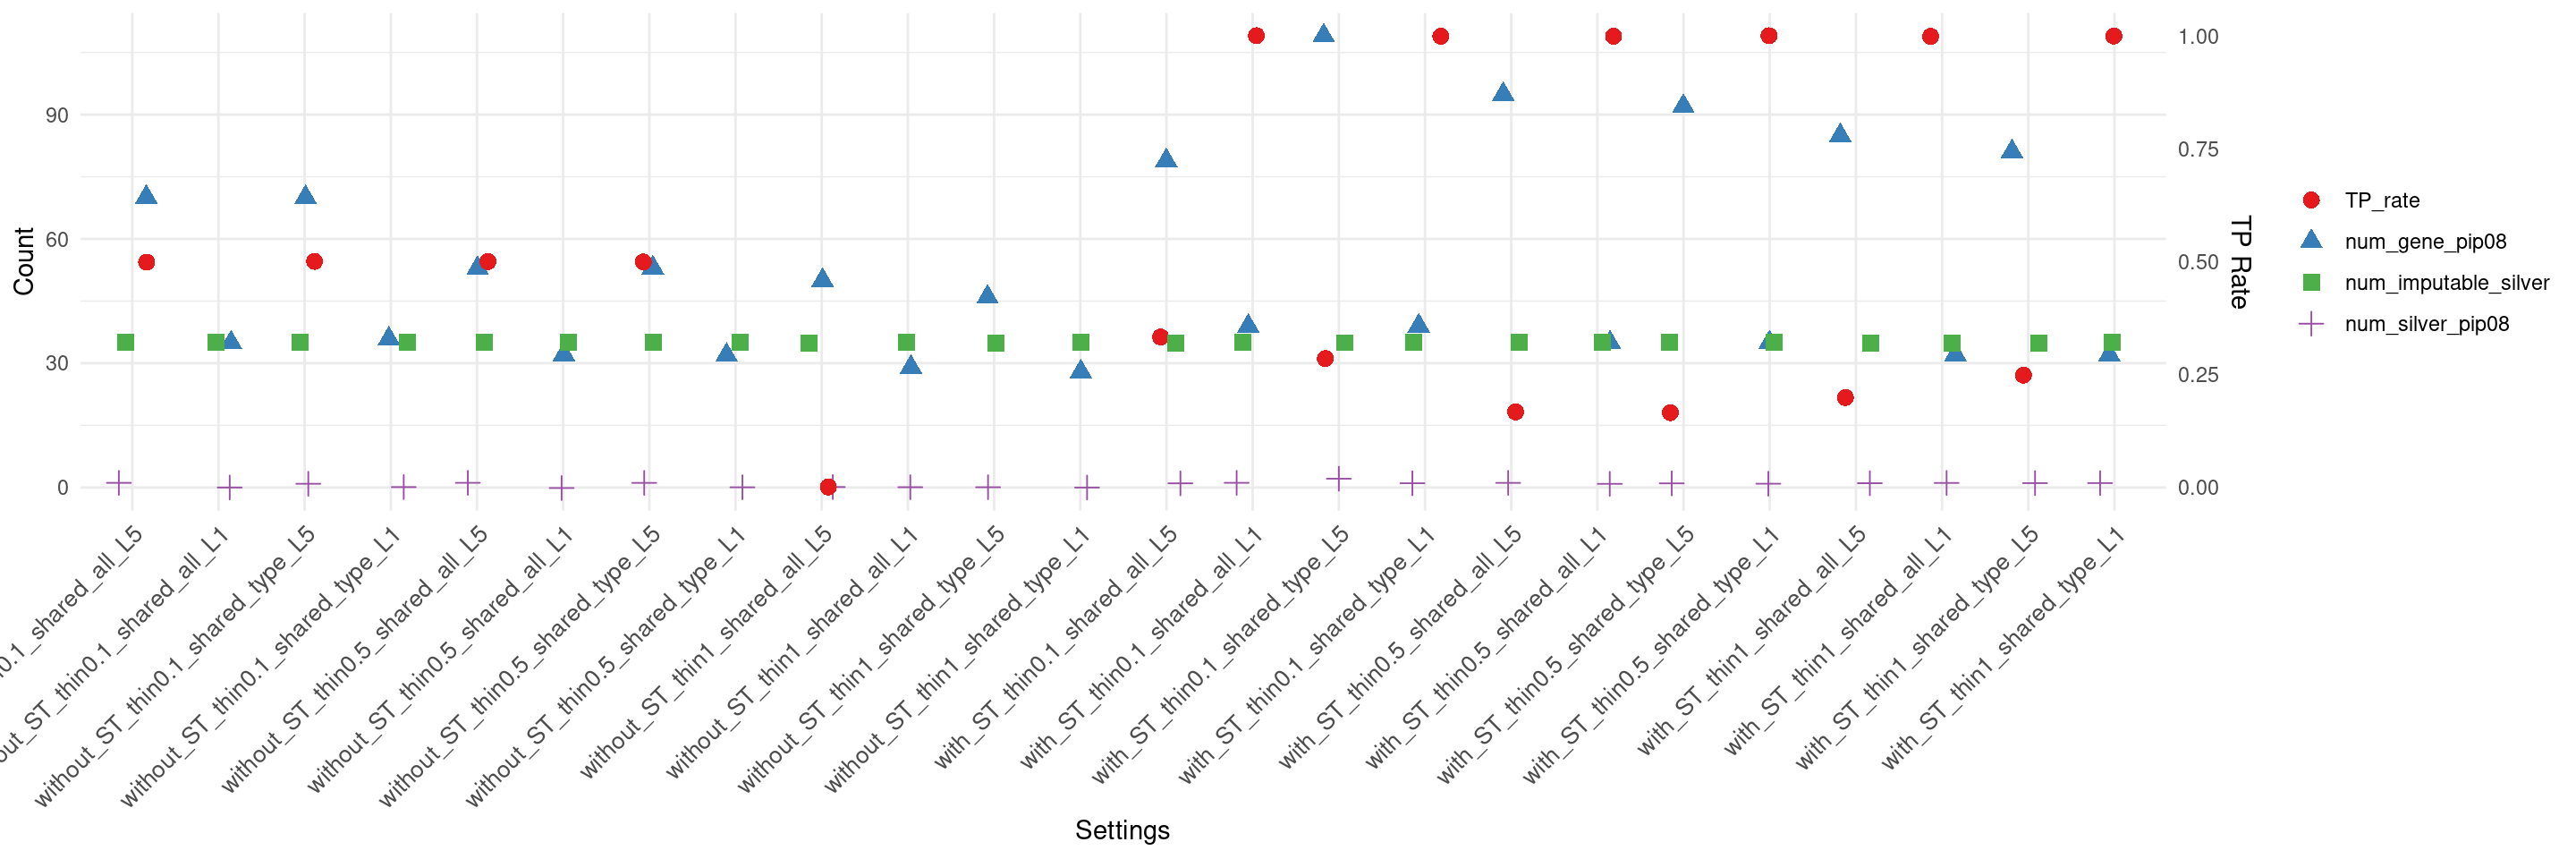 Count
90
60
30
0
1.00
0.75
0.50
0.25
0.00
TP Rate
TP_rate
num_gene_pip08
num_imputable_silver
num_silver_pip08
0.1_shared_all_L5
out_ST_thin0.1_shared_all_L1
without_ST_thin0.1_shared_type_L5
without_ST_thin0.1_shared_type_L1
without_ST_thin0.5_shared_all_L5
without_ST_thin0.5_shared_all_L1
without_ST_thin0.5_shared_type_L5
without_ST_thin0.5_shared_type_L1
without_ST_thin1_shared_all_L5
without_ST_thin1_shared_all_L1
without_ST_thin1_shared_type_L5
without_ST_thin1_shared_type_L1
with_ST_thin0.1_shared_all_L5
with_ST_thin0.1_shared_all_L1
with_ST_thin0.1_shared_type_L5
with_ST_thin0.1_shared_type_L1
with_ST_thin0.5_shared_all_L5
with_ST_thin0.5_shared_all_L1
with_ST_thin0.5_shared_type_L5
with_ST_thin0.5_shared_type_L1
with_ST_thin1_shared_all_L5
with_ST_thin1_shared_all_L1
with_ST_thin1_shared_type_L5
with_ST_thin1_shared_type_L1
Settings